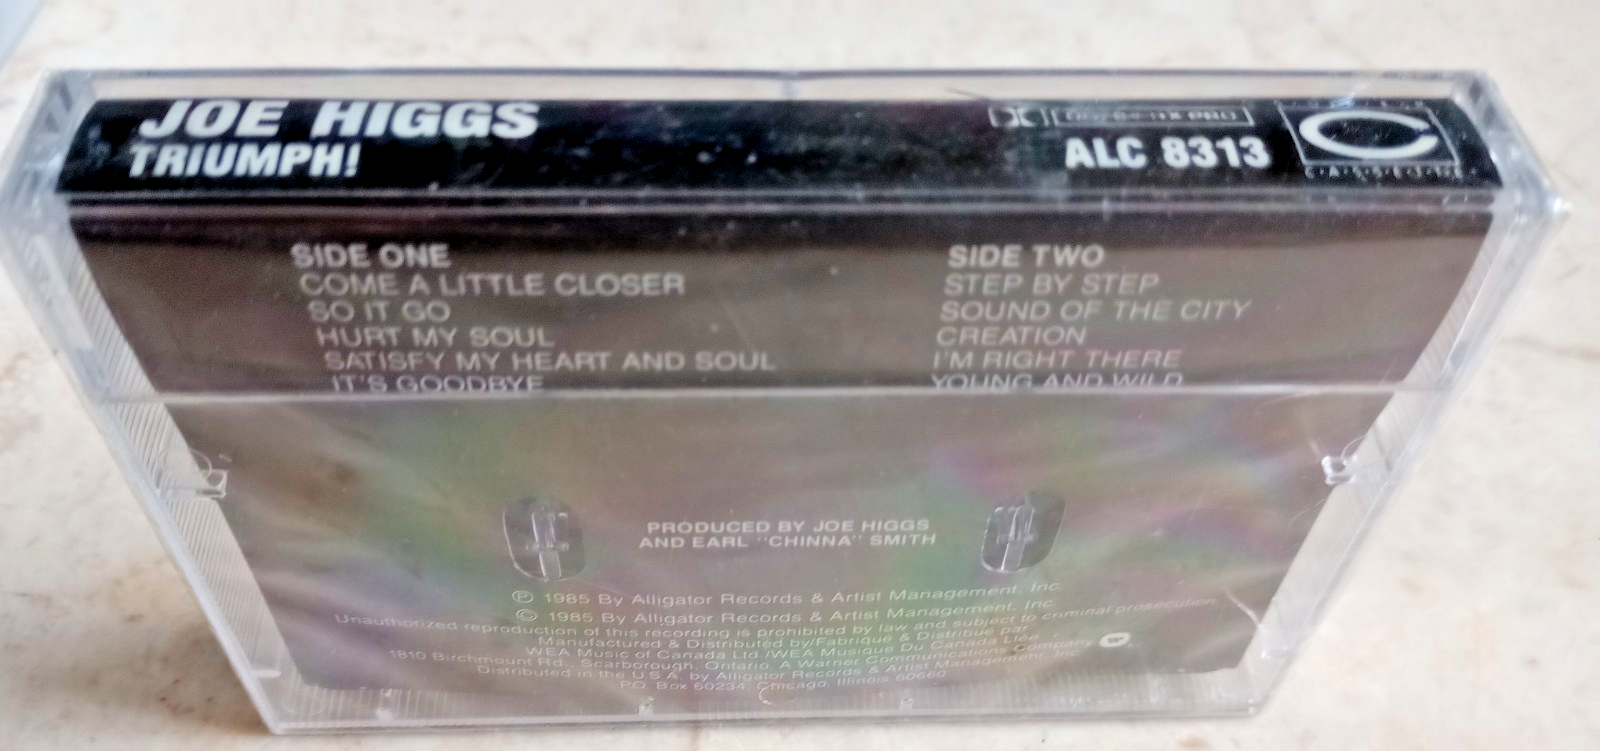 JOE HIGGS
TRIUMPH!
ALC 8313
SIDE ONE
COME A LITTLE CLOSER
SO IT GO
HURT MY SOUL
SATISFY MY HEART AND SOUL
IT'S GOODBYE
SIDE TWO
STEP BY STEP
SOUND OF THE CITY
CREATION
I'M RIGHT THERE
YOUNG AND WILD
PRODUCED BY JOE HIGGS
AND EARL "CHINNA" SMITH
Ⓟ 1985 By Alligator Records & Artist Management, Inc.
© 1985 By Alligator Records & Artist Management, Inc.
Unauthorized reproduction of this recording is prohibited by law and subject to criminal prosecution
Manufactured & Distributed by/Fabriqué & Distribué par
WEA Music of Canada Ltd /WEA Musique Du Canada Ltée
1810 Birchmount Rd., Scarborough, Ontario. A Warner Communications Company
Distributed in the U.S.A. by Alligator Records & Artist Management, Inc.
P.O. Box 60234, Chicago, Illinois 60660